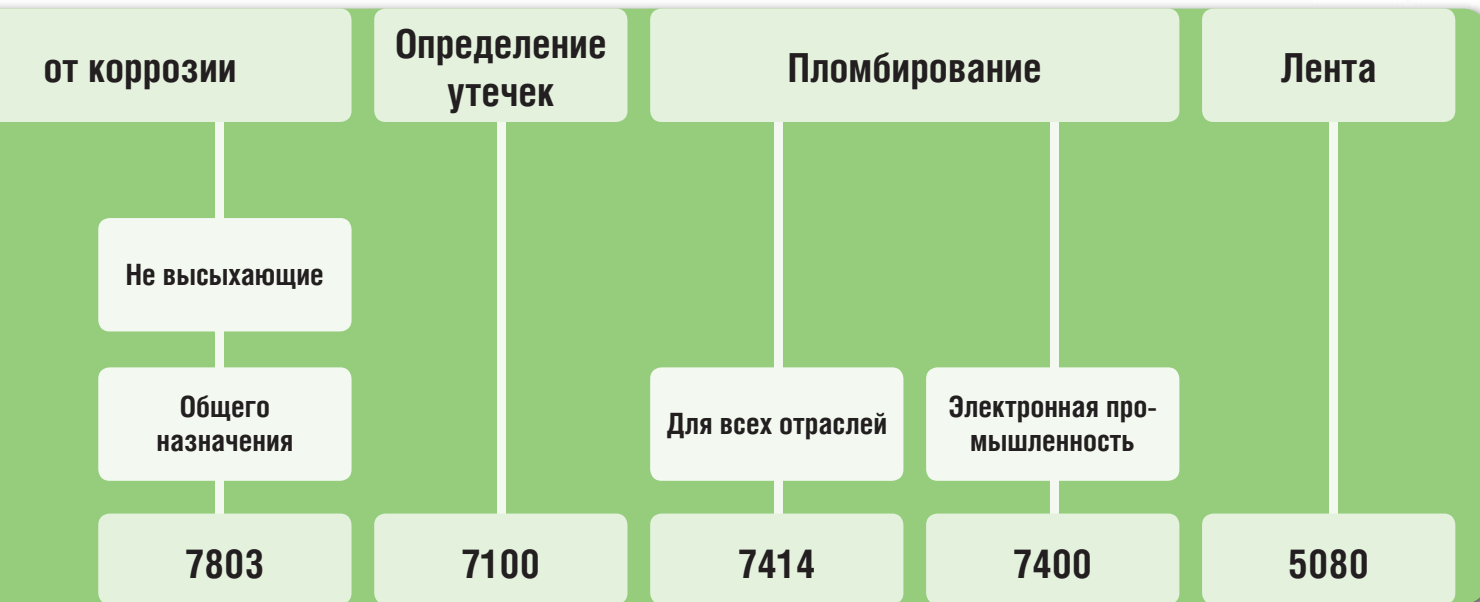 от коррозии
Определение
утечек
Пломбирование
Лента
Не высыхающие
Общего
назначения
Для всех отраслей
Электронная про-
мышленность
7803
7100
7414
7400
5080